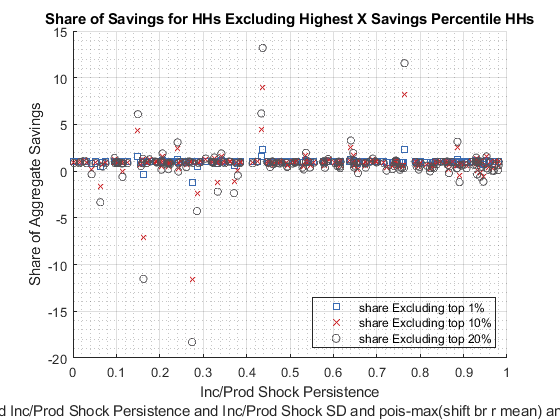 Share of Savings for HHs Excluding Highest X Savings Percentile HHs
15
10
5
0
-5
-10
-15
-20
Share of Aggregate Savings
share Excluding top 1%
share Excluding top 10%
share Excluding top 20%
0 0.1 0.2 0.3 0.4 0.5 0.6 0.7 0.8 0.9 1
Inc/Prod Shock Persistence
d Inc/Prod Shock Persistence and Inc/Prod Shock SD and pois-max(shift br r mean) an